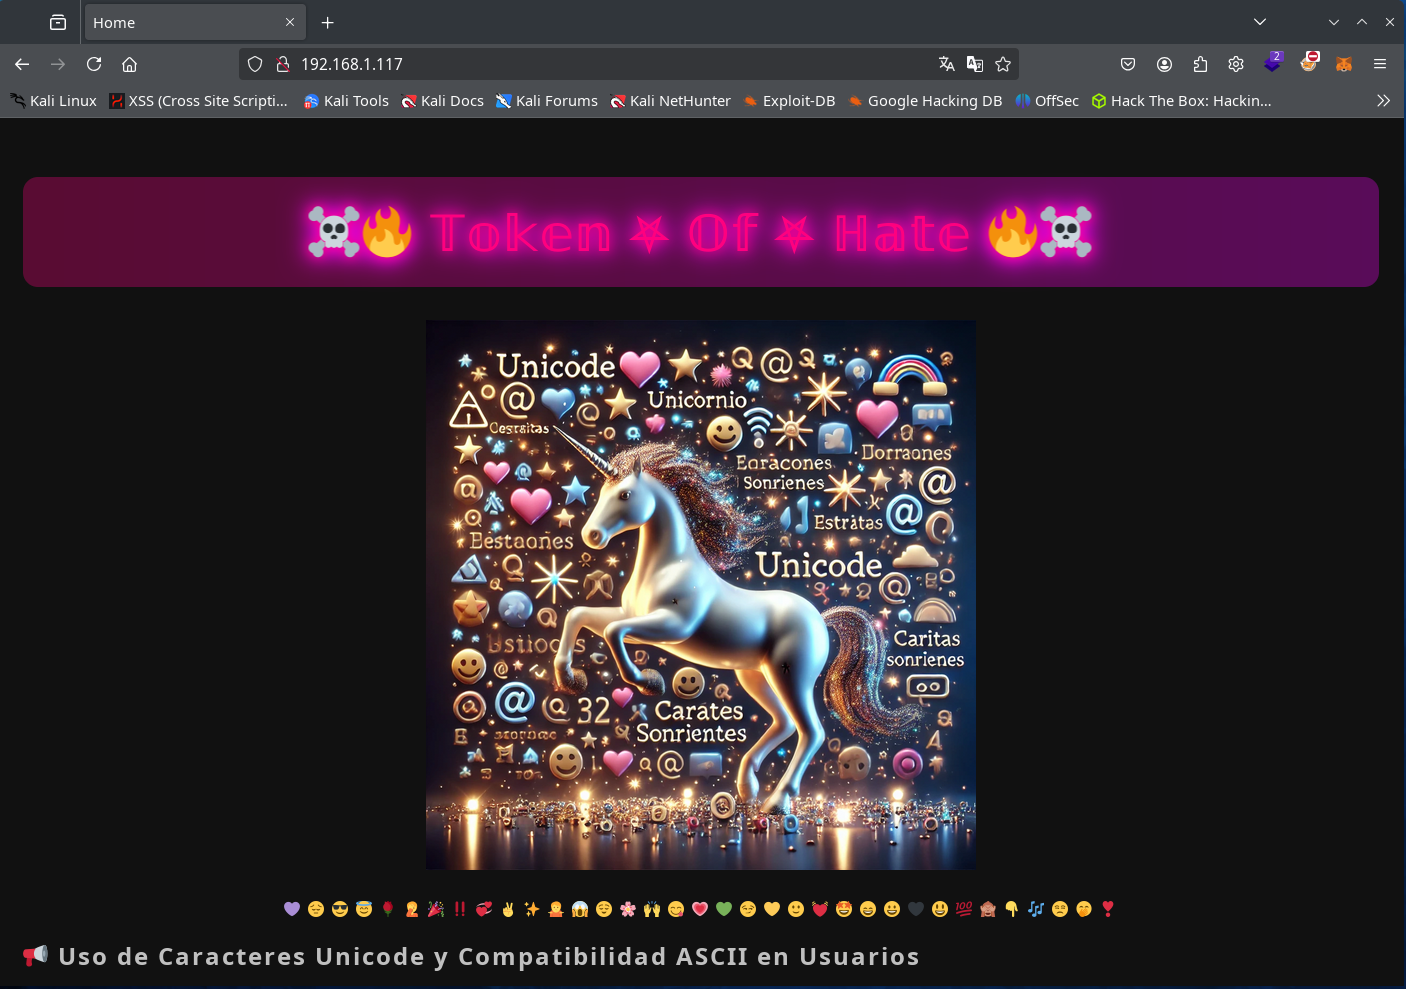 Home
192.168.1.117
2
Kali Linux
XSS (Cross Site Scripti…
Kali Tools
Kali Docs
Kali Forums
Kali NetHunter
Exploit-DB
Google Hacking DB
OffSec
Hack The Box: Hackin…
☠️🔥 𝕋𝕠𝕜𝕖𝕟 ⛧ 𝕆𝕗 ⛧ ℍ𝕒𝕥𝕖 🔥☠️
Unicode
Unicornio
Cesraitas
Earacones
Sonrienes
Dorraones
Estratas
Eestaones
Unicode
Caritas
sonrienes
32
Carates
Sonrientes
📢 Uso de Caracteres Unicode y Compatibilidad ASCII en Usuarios